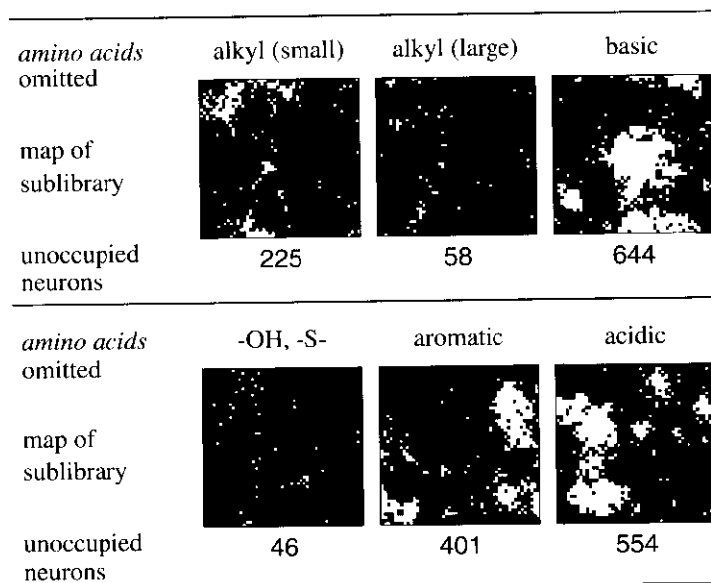 amino acids alkyl (small) alkyl (large) basic
omitted
map of
sublibrary
unoccupied 225 58 644
neurons
amino acids -OH, -S- aromatic acidic
omitted
map of
sublibrary
unoccupied 46 401 554
neurons